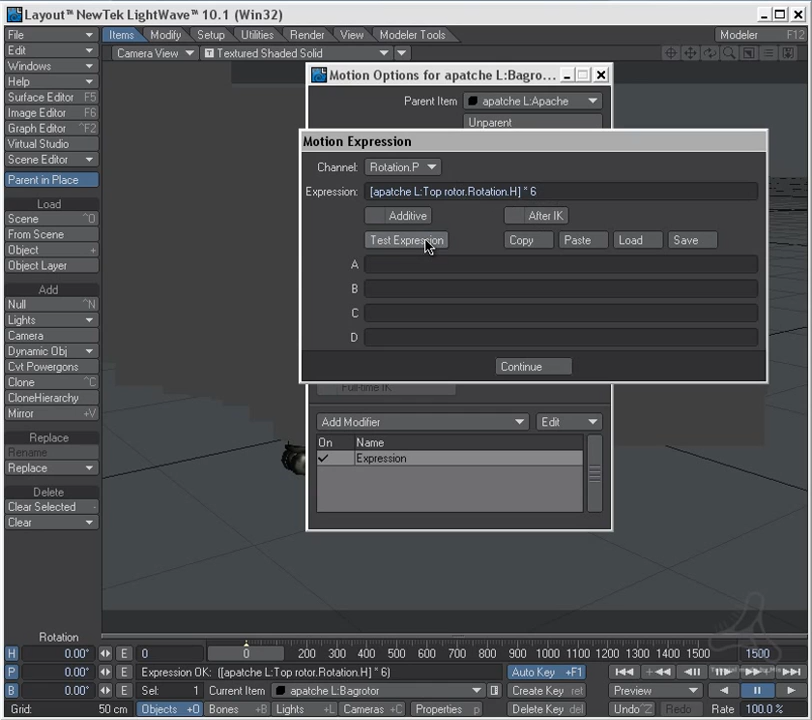 Layout™ NewTek LightWave™ 10.1 (Win32)
File
Items
Modify
Setup
Utilities
Render
View
Modeler Tools
Modeler
F12
Edit
Camera View
Textured Shaded Solid
Windows
Help
Surface Editor F5
Image Editor F6
Graph Editor ^F2
Virtual Studio
Scene Editor
Parent in Place
Load
Scene ^O
From Scene
Object +
Object Layer
Add
Null ^N
Lights
Camera
Dynamic Obj
Cvt Powergons
Clone ^C
CloneHierarchy
Mirror +V
Replace
Rename
Replace
Delete
Clear Selected -
Clear
Motion Options for apatche L:Bagro...
Parent Item apatche L:Apache
Unparent
Motion Expression
Channel: Rotation.P
Expression: [apatche L:Top rotor.Rotation.H] * 6
Additive After IK
Test Expression Copy Paste Load Save
A
B
C
D
Continue
Full-time IK
Add Modifier Edit
On Name
Expression
Rotation
H 0.00° E 0 0 200 300 400 500 600 700 800 900 1000 1500 1500
P 0.00° E Expression OK: ([apatche L:Top rotor.Rotation.H] * 6) Auto Key +F1
B 0.00° E Sel: 1 Current Item apatche L:Bagrotor Create Key ret Preview
Grid: 50 cm Objects +O Bones +B Lights +L Cameras +C Properties p Delete Key del Undo ^Z Redo Rate 100.0 %